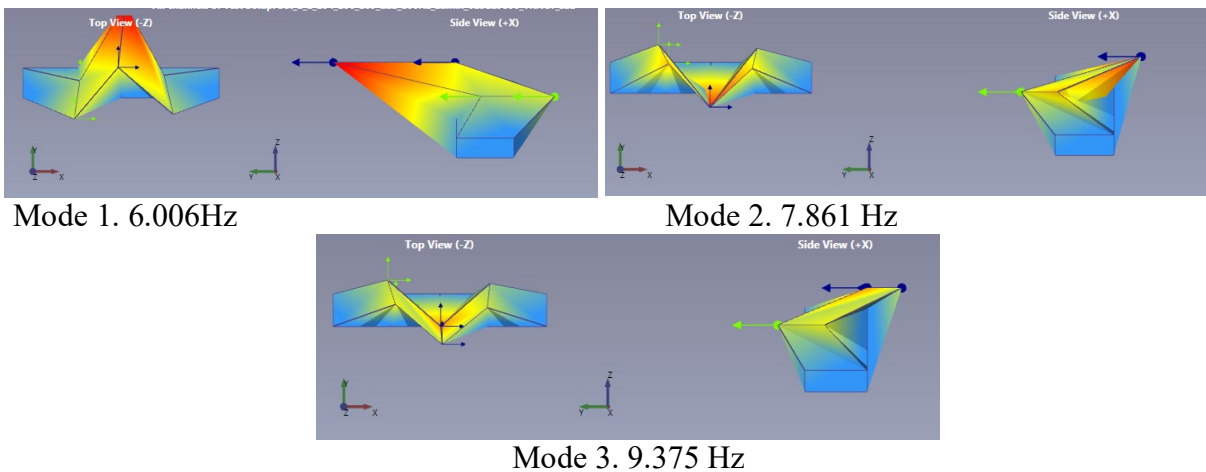 Top View (-Z)
Side View (+X)
Top View (-Z)
Side View (+X)
Y
Z
X
Z
Y
X
Y
Z
X
Z
Y
X
Mode 1. 6.006Hz
Mode 2. 7.861 Hz
Top View (-Z)
Side View (+X)
Y
Z
X
Z
Y
X
Mode 3. 9.375 Hz